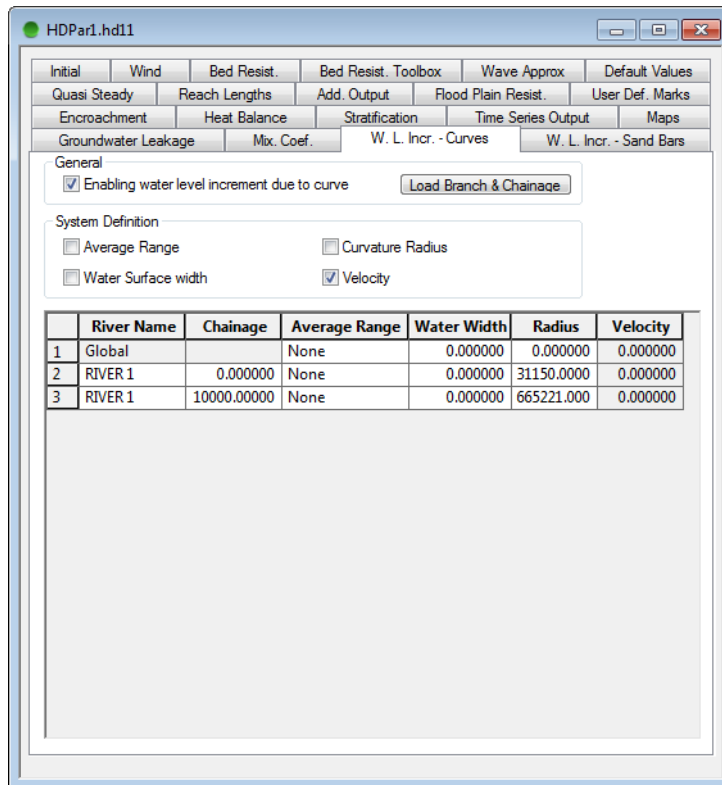 HDPar1.hd11
Initial Wind Bed Resist. Bed Resist. Toolbox Wave Approx Default Values
Quasi Steady Reach Lengths Add. Output Flood Plain Resist. User Def. Marks
Encroachment Heat Balance Stratification Time Series Output Maps
Groundwater Leakage Mix. Coef. W. L. Incr. - Curves W. L. Incr. - Sand Bars
General
Enabling water level increment due to curve Load Branch & Chainage
System Definition
Average Range Curvature Radius
Water Surface width Velocity
River Name Chainage Average Range Water Width Radius Velocity
1 Global None 0.000000 0.000000 0.000000
2 RIVER 1 0.000000 None 0.000000 31150.0000 0.000000
3 RIVER 1 10000.00000 None 0.000000 665221.000 0.000000